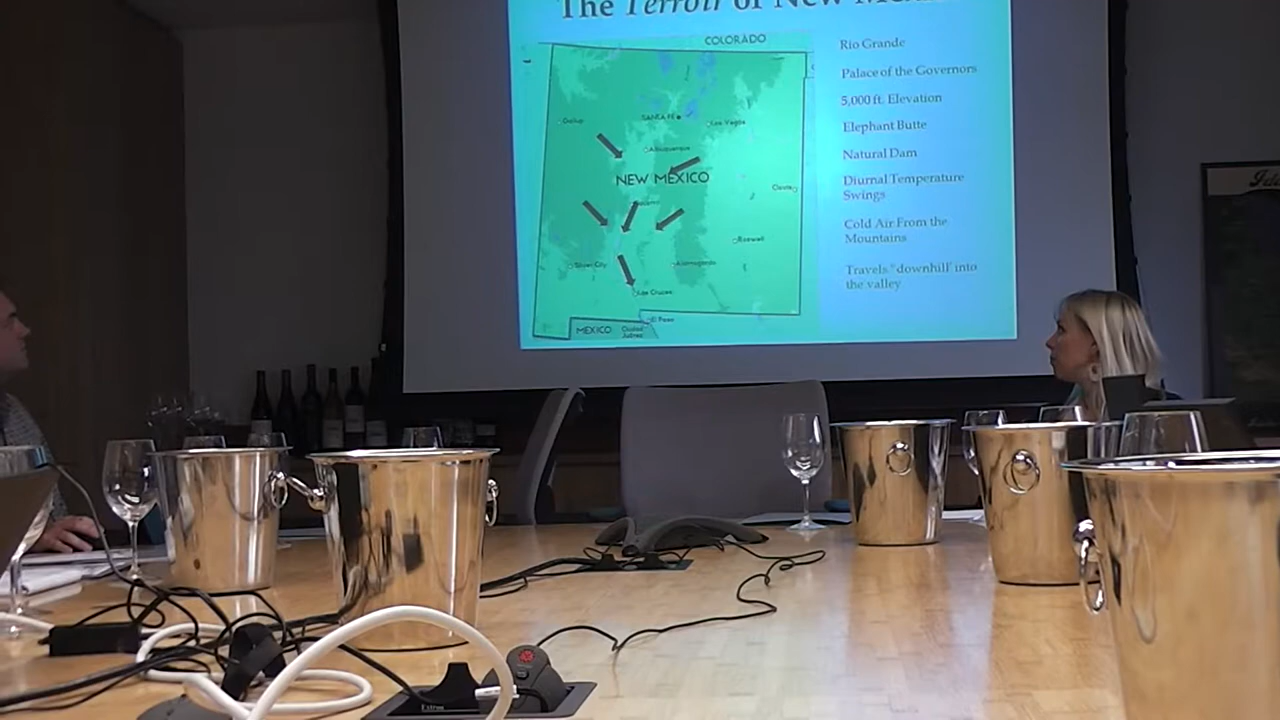 The Terroir of New
COLORADO
Rio Grande
Palace of the Governors
5,000 ft. Elevation
Elephant Butte
Natural Dam
Diurnal Temperature
Swings
Cold Air From the
Mountains
Travels "downhill" into
the valley
Gallup
SANTA FE
Las Vegas
Albuquerque
NEW MEXICO
Clovis
Socorro
Roswell
Silver City
Alamogordo
Las Cruces
El Paso
MEXICO
Ciudad
Juárez
Extron